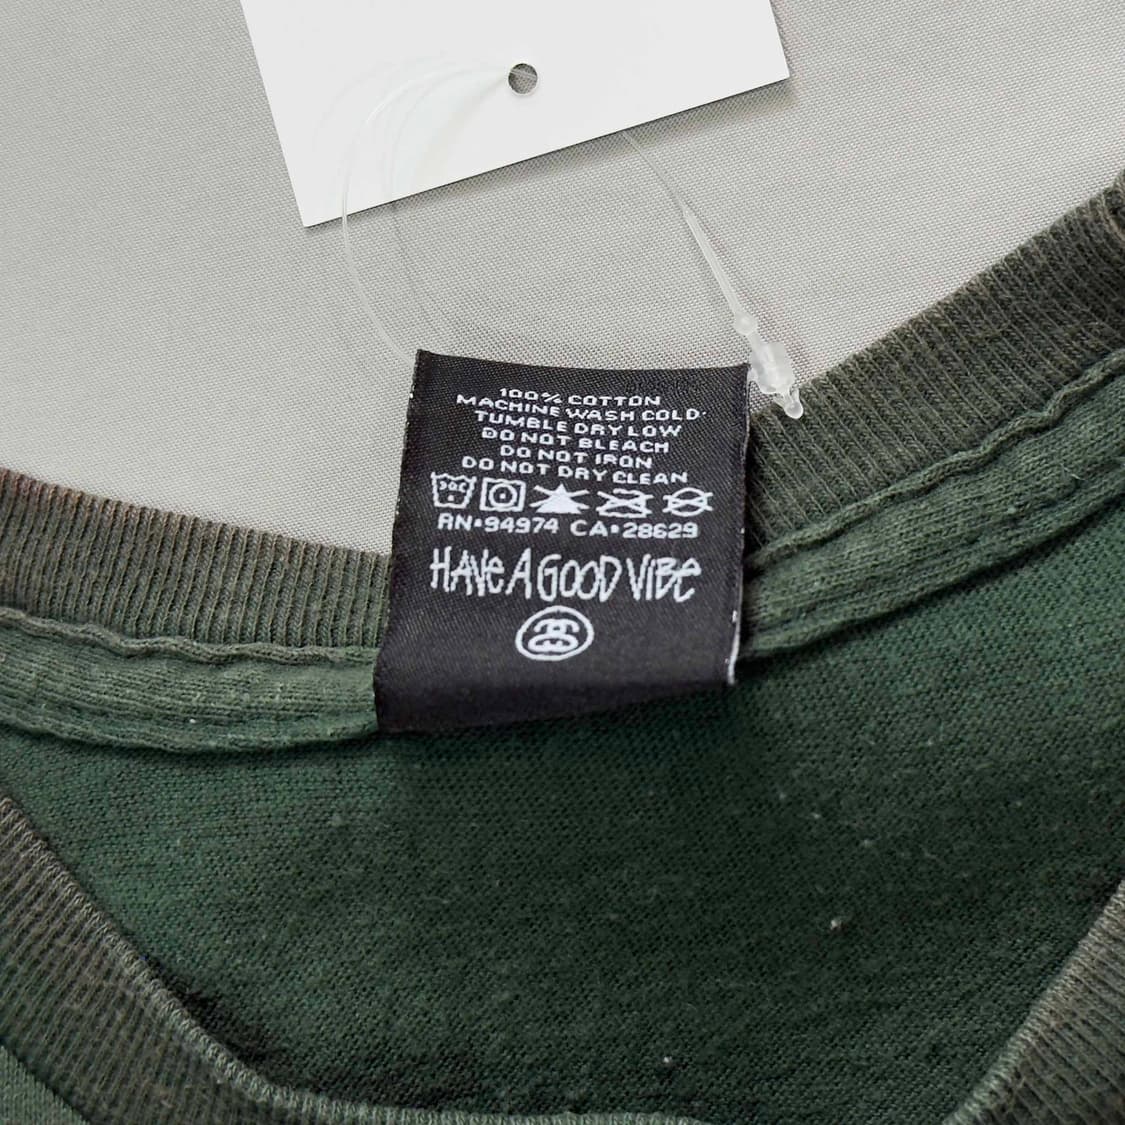 100% COTTON
MACHINE WASH COLD
TUMBLE DRY LOW
DO NOT BLEACH
DO NOT IRON
DO NOT DRY CLEAN
RN•94974 CA•28629
HAVE A GOOD VIBE